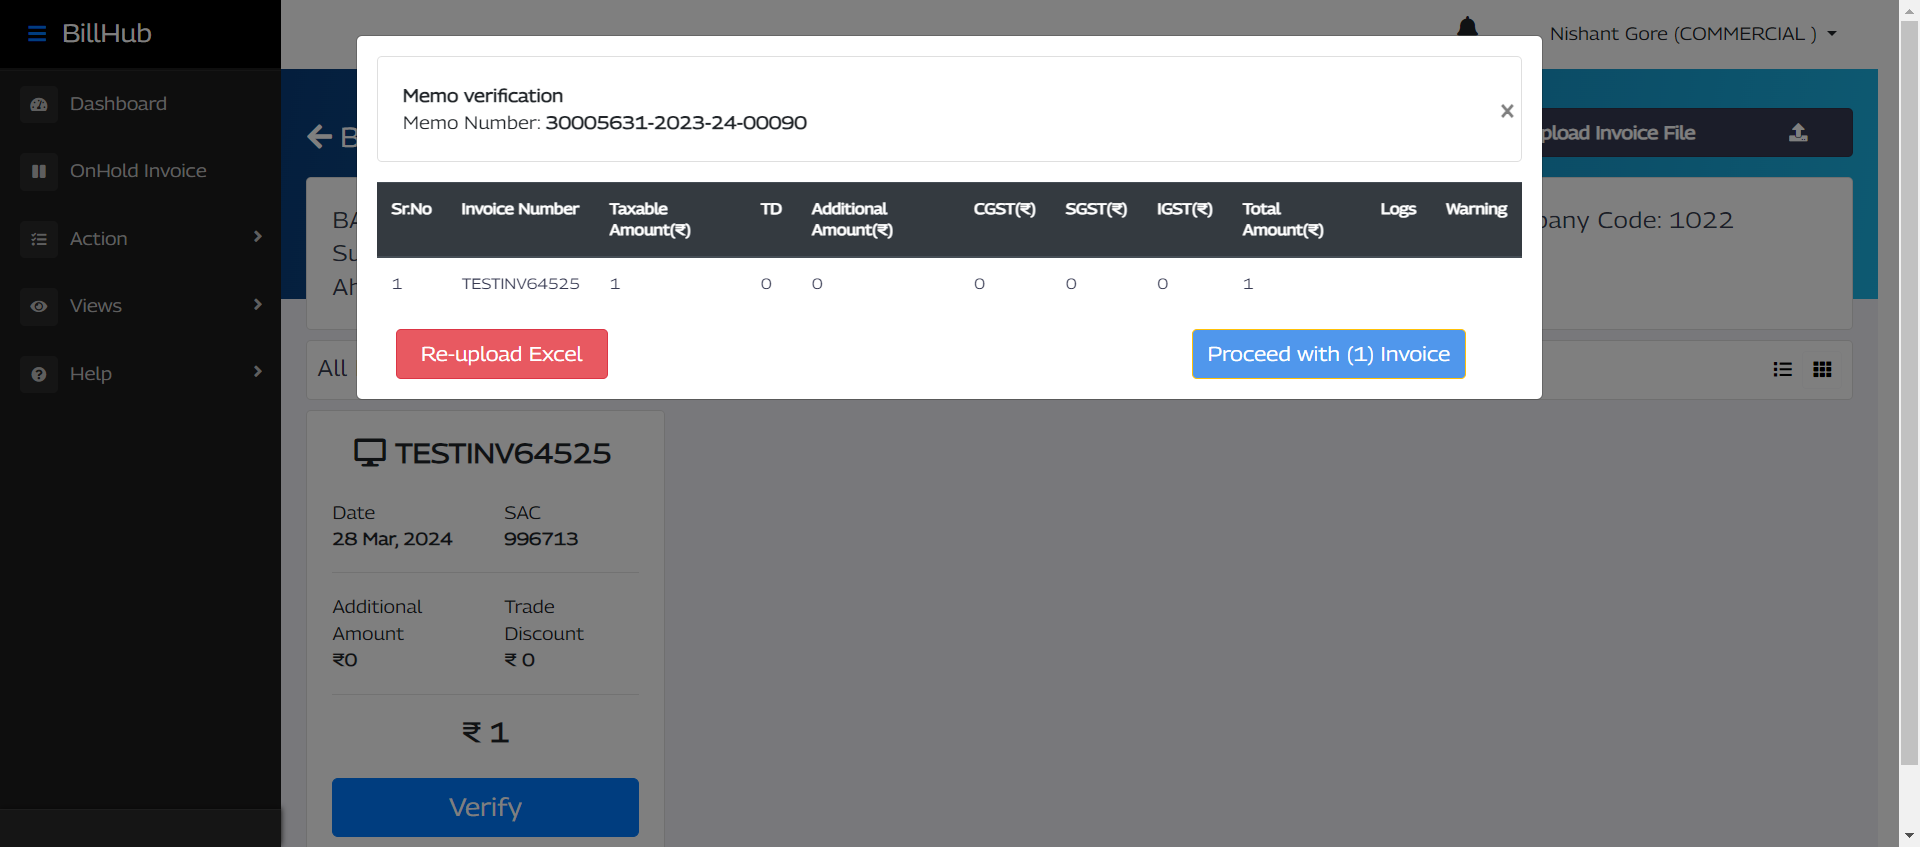 BillHub
Nishant Gore (COMMERCIAL )
Dashboard
OnHold Invoice
Action
Views
Help
Memo verification
Memo Number: 30005631-2023-24-00090
×
pload Invoice File
Sr.No Invoice Number Taxable Amount(₹) TD Additional Amount(₹) CGST(₹) SGST(₹) IGST(₹) Total Amount(₹) Logs Warning
1 TESTINV64525 1 0 0 0 0 0 1
Re-upload Excel Proceed with (1) Invoice
B
BA
Su
Ah
pany Code: 1022
All
TESTINV64525
Date SAC
28 Mar, 2024 996713
Additional Trade
Amount Discount
₹0 ₹ 0
₹ 1
Verify